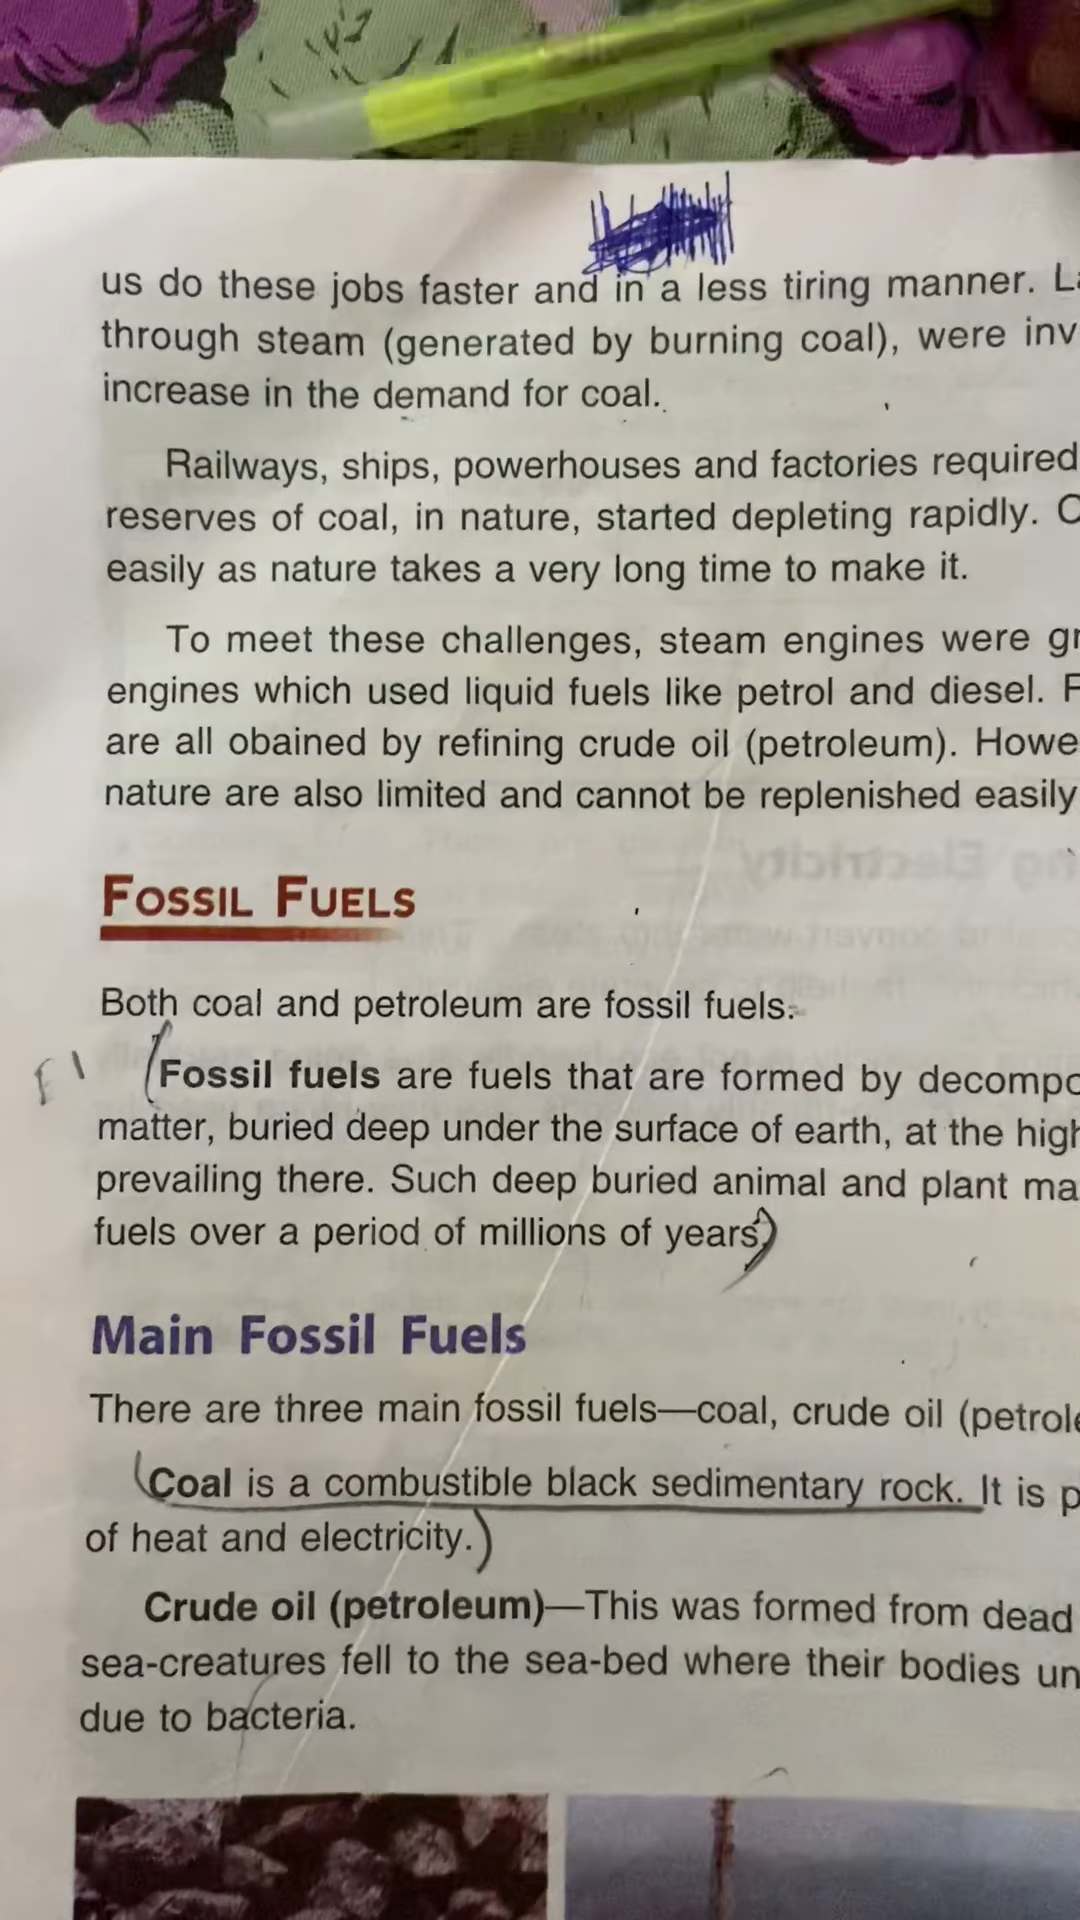 us do these jobs faster and in a less tiring manner.
through steam (generated by burning coal), were
increase in the demand for coal.
Railways, ships, powerhouses and factories required
reserves of coal, in nature, started depleting rapidly.
easily as nature takes a very long time to make it.
To meet these challenges, steam engines were
engines which used liquid fuels like petrol and diesel.
are all obained by refining crude oil (petroleum).
nature are also limited and cannot be replenished easily
FOSSIL FUELS
Both coal and petroleum are fossil fuels.
Fossil fuels are fuels that are formed by
matter, buried deep under the surface of earth, at the
prevailing there. Such deep buried animal and plant
fuels over a period of millions of years.
Main Fossil Fuels
There are three main fossil fuels—coal, crude oil
(Coal is a combustible black sedimentary rock. It is
of heat and electricity.)
Crude oil (petroleum)—This was formed from dead
sea-creatures fell to the sea-bed where their bodies
due to bacteria.